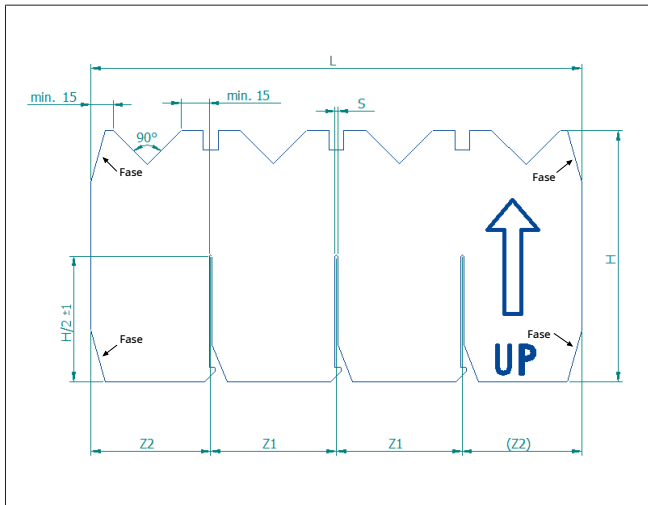 L
min. 15
min. 15
S
90°
Fase
Fase
H
H/2 ±1
Fase
Fase
UP
Z2
Z1
Z1
(Z2)